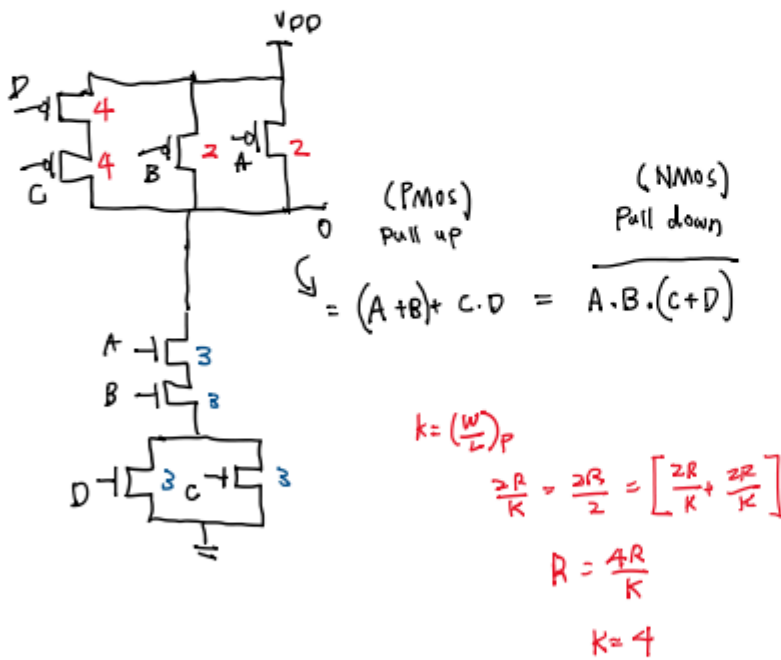 VDD
D 4
C 4
B 2
A 2
O
(PMOS)
Pull up
(NMOS)
Pull down
= (A+B)+ C.D = \overline{A.B.(C+D)}
A 3
B 3
D 3
C 3
k = (W/L)P
2R/K = 2R/2 = [2R/K + 2R/K]
R = 4R/K
K= 4